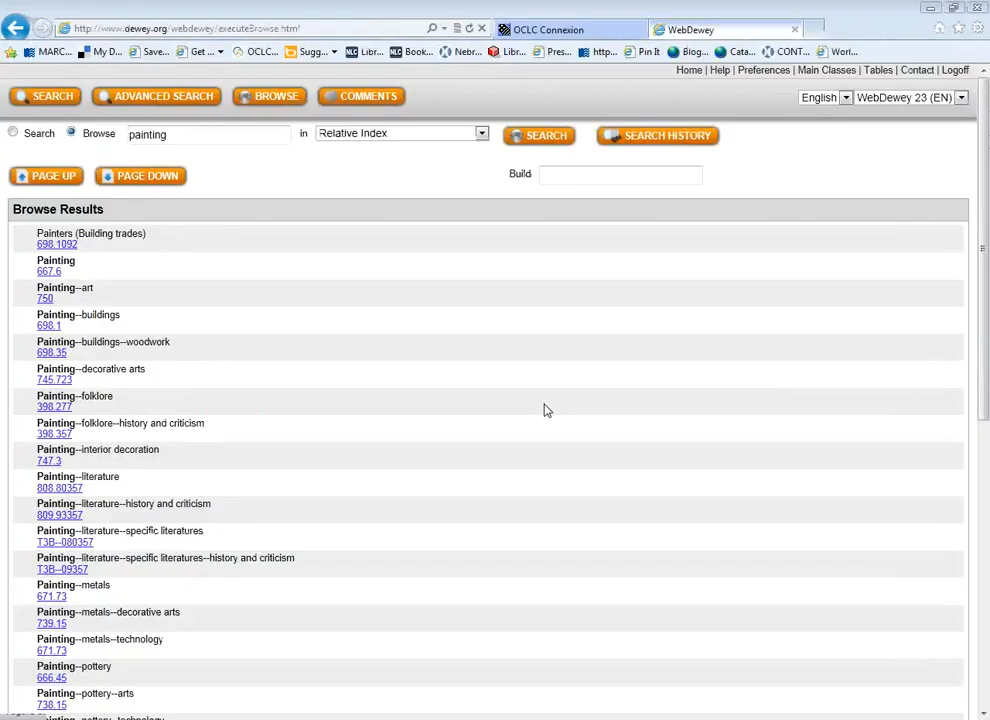 http://www.dewey.org/webdewey/executeBrowse.html
OCLC Connexion
WebDewey
MARC... My D... Save... Get ... OCLC... Sugg... Libr... Book... Nebr... Libr... Pres... http... Pin It Blog... Cata... CONT... Worl...
Home | Help | Preferences | Main Classes | Tables | Contact | Logoff
SEARCH ADVANCED SEARCH BROWSE COMMENTS English WebDewey 23 (EN)
Search Browse painting in Relative Index SEARCH SEARCH HISTORY
PAGE UP PAGE DOWN Build
Browse Results
Painters (Building trades)
698.1092
Painting
667.6
Painting--art
750
Painting--buildings
698.1
Painting--buildings--woodwork
698.35
Painting--decorative arts
745.723
Painting--folklore
398.277
Painting--folklore--history and criticism
398.357
Painting--interior decoration
747.3
Painting--literature
808.80357
Painting--literature--history and criticism
809.93357
Painting--literature--specific literatures
T3B--080357
Painting--literature--specific literatures--history and criticism
T3B--09357
Painting--metals
671.73
Painting--metals--decorative arts
739.15
Painting--metals--technology
671.73
Painting--pottery
666.45
Painting--pottery--arts
738.15
Painting--pottery--technology